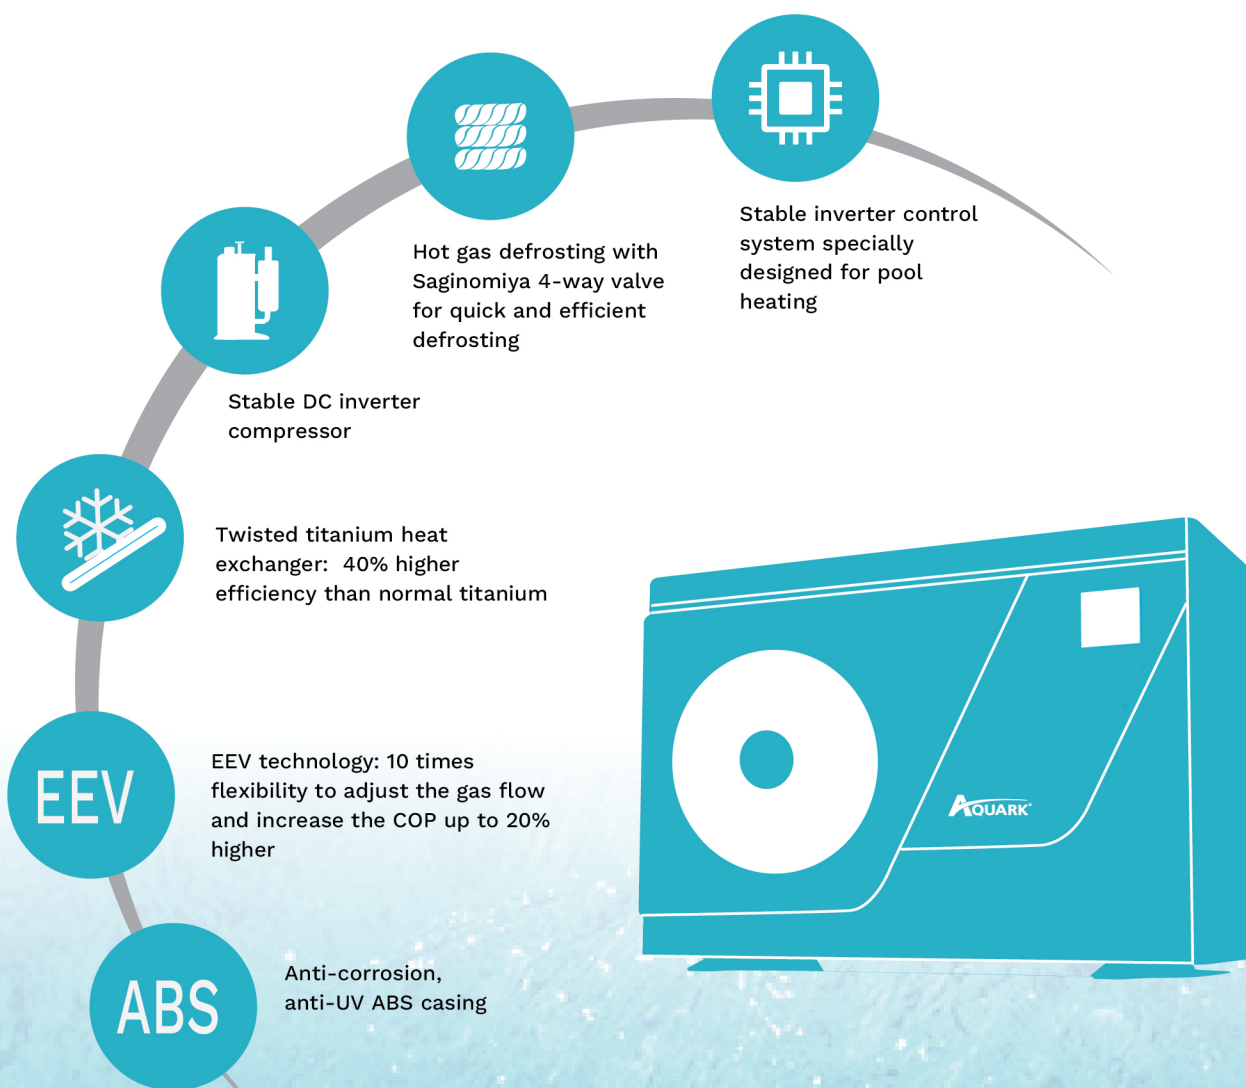 Stable inverter control
system specially
designed for pool
heating
Hot gas defrosting with
Saginomiya 4-way valve
for quick and efficient
defrosting
Stable DC inverter
compressor
Twisted titanium heat
exchanger:  40% higher
efficiency than normal titanium
EEV
EEV technology: 10 times
flexibility to adjust the gas flow
and increase the COP up to 20%
higher
AQUARK
ABS
Anti-corrosion,
anti-UV ABS casing